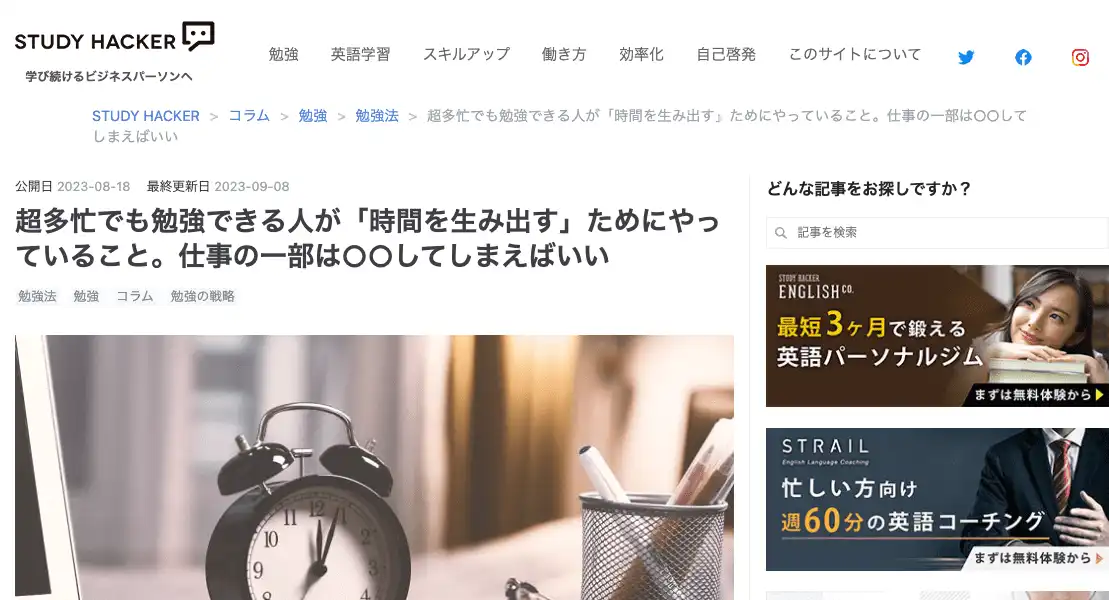 STUDY HACKER
学び続けるビジネスパーソンへ
勉強 英語学習 スキルアップ 働き方 効率化 自己啓発 このサイトについて
STUDY HACKER > コラム > 勉強 > 勉強法 > 超多忙でも勉強できる人が「時間を生み出す」ためにやっていること。仕事の一部は〇〇して
しまえばいい
公開日 2023-08-18 最終更新日 2023-09-08
超多忙でも勉強できる人が「時間を生み出す」ためにやっ
ていること。仕事の一部は〇〇してしまえばいい
勉強法 勉強 コラム 勉強の戦略
10 11 12 1 2 9 3
どんな記事をお探しですか？
記事を検索
STUDY HACKER
ENGLISH CO.
最短3ヶ月で鍛える
英語パーソナルジム
まずは無料体験から
STRAIL
English Language Coaching
忙しい方向け
週60分の英語コーチング
まずは無料体験から